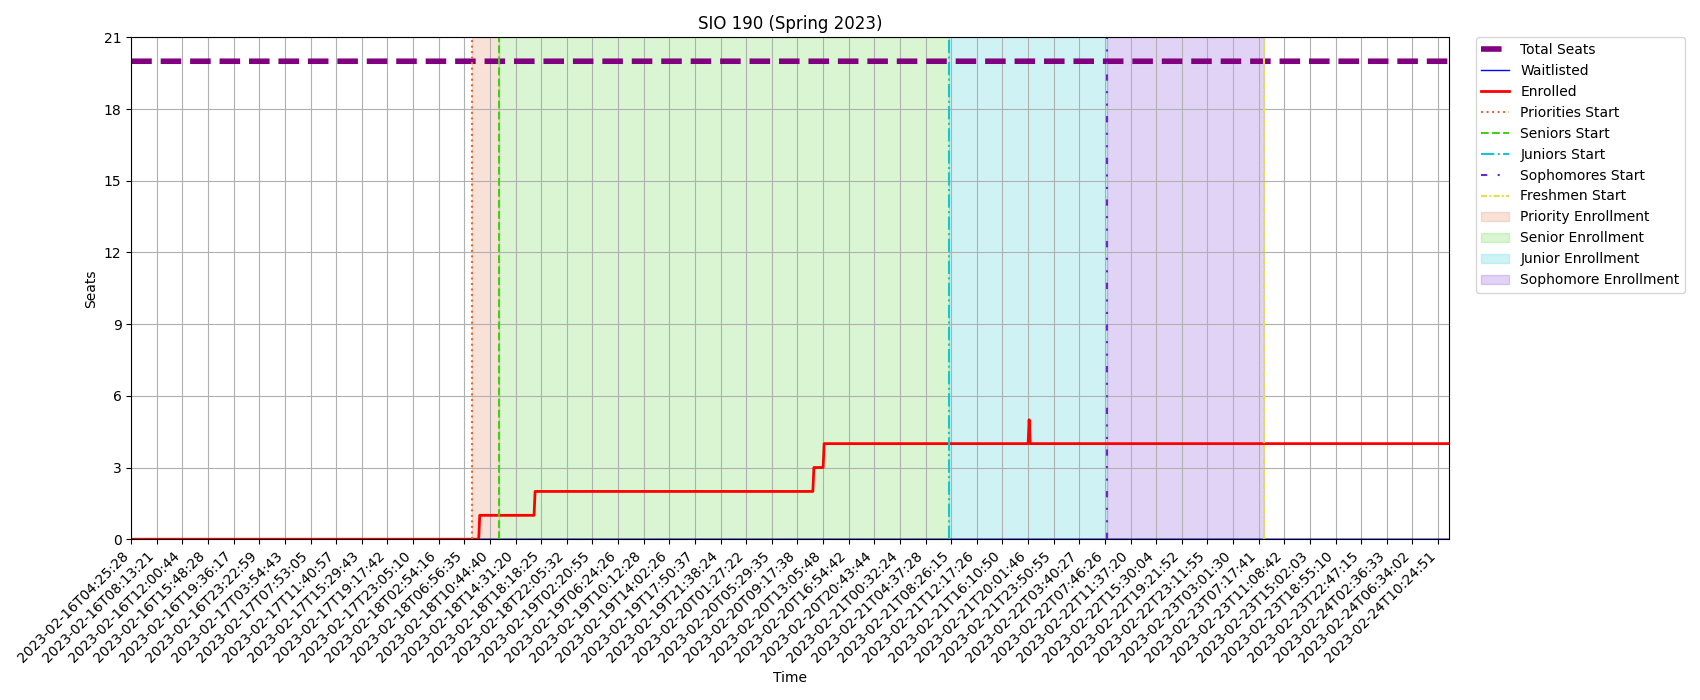 SIO 190 (Spring 2023)
Seats
21
18
15
12
9
6
3
0
2023-02-16T04:25:28
2023-02-16T08:13:21
2023-02-16T12:00:44
2023-02-16T15:48:28
2023-02-16T19:36:17
2023-02-16T23:22:59
2023-02-17T03:54:43
2023-02-17T07:53:05
2023-02-17T11:40:57
2023-02-17T15:29:43
2023-02-17T19:17:42
2023-02-17T23:05:10
2023-02-18T02:54:16
2023-02-18T06:56:35
2023-02-18T10:44:40
2023-02-18T14:31:20
2023-02-18T18:18:25
2023-02-18T22:05:32
2023-02-19T02:20:55
2023-02-19T06:24:26
2023-02-19T10:12:28
2023-02-19T14:02:26
2023-02-19T17:50:37
2023-02-19T21:38:24
2023-02-20T01:27:22
2023-02-20T05:29:35
2023-02-20T09:17:38
2023-02-20T13:05:48
2023-02-20T16:54:42
2023-02-20T20:43:44
2023-02-21T00:32:24
2023-02-21T04:37:28
2023-02-21T08:26:15
2023-02-21T12:17:26
2023-02-21T16:10:50
2023-02-21T20:01:46
2023-02-21T23:50:55
2023-02-22T03:40:27
2023-02-22T07:46:26
2023-02-22T11:37:20
2023-02-22T15:30:04
2023-02-22T19:21:52
2023-02-22T23:11:55
2023-02-23T03:01:30
2023-02-23T07:17:41
2023-02-23T11:08:42
2023-02-23T15:02:03
2023-02-23T18:55:10
2023-02-23T22:47:15
2023-02-24T02:36:33
2023-02-24T06:34:02
2023-02-24T10:24:51
Time
Total Seats
Waitlisted
Enrolled
Priorities Start
Seniors Start
Juniors Start
Sophomores Start
Freshmen Start
Priority Enrollment
Senior Enrollment
Junior Enrollment
Sophomore Enrollment